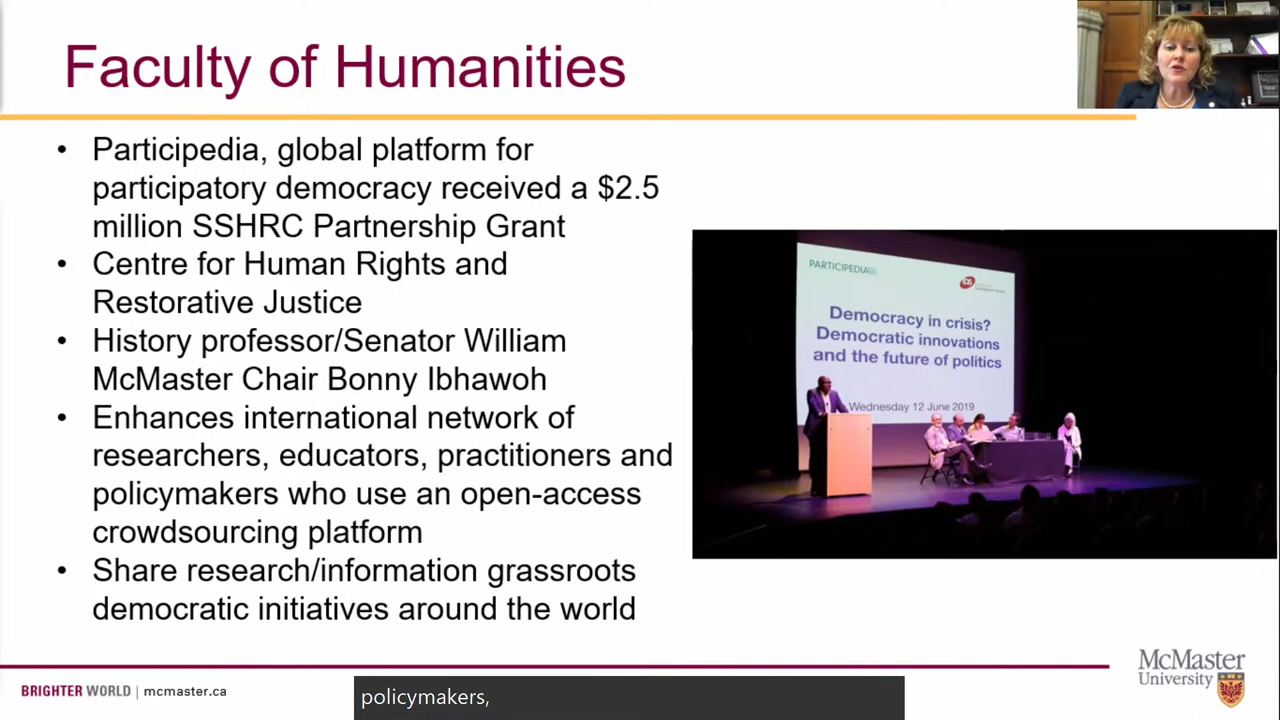 Faculty of Humanities
• Participedia, global platform for
participatory democracy received a $2.5
million SSHRC Partnership Grant
• Centre for Human Rights and
Restorative Justice
• History professor/Senator William
McMaster Chair Bonny Ibhawoh
• Enhances international network of
researchers, educators, practitioners and
policymakers who use an open-access
crowdsourcing platform
• Share research/information grassroots
democratic initiatives around the world
PARTICIPEDIA
Democracy in crisis?
Democratic innovations
and the future of politics
Wednesday 12 June 2019
BRIGHTER WORLD | mcmaster.ca
McMaster
University
policymakers,